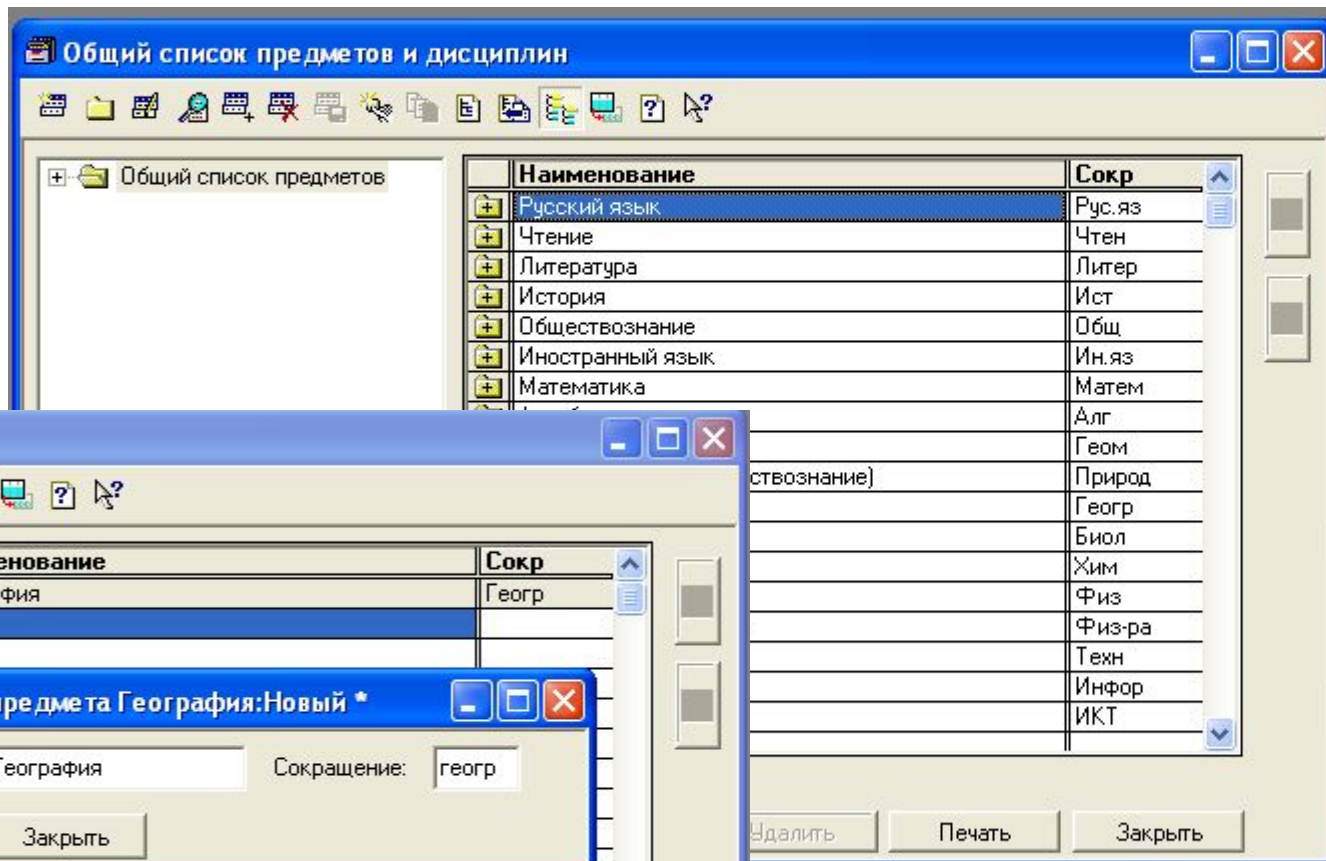 Общий список предметов и дисциплин
Общий список предметов
Наименование Сокр
Русский язык Рус.яз
Чтение Чтен
Литература Литер
История Ист
Обществознание Общ
Иностранный язык Ин.яз
Математика Матем
Алг
Геом
ствознание) Природ
Геогр
Биол
Хим
Физ
Физ-ра
Техн
Инфор
ИКТ
Удалить Печать Закрыть
енование Сокр
фия Геогр
предмета География:Новый *
География Сокращение: геогр
Закрыть